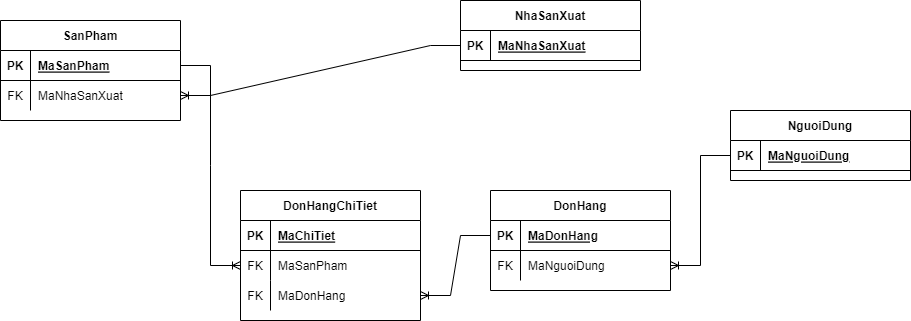 NhaSanXuat
PK MaNhaSanXuat
SanPham
PK MaSanPham
FK MaNhaSanXuat
NguoiDung
PK MaNguoiDung
DonHangChiTiet
PK MaChiTiet
FK MaSanPham
FK MaDonHang
DonHang
PK MaDonHang
FK MaNguoiDung